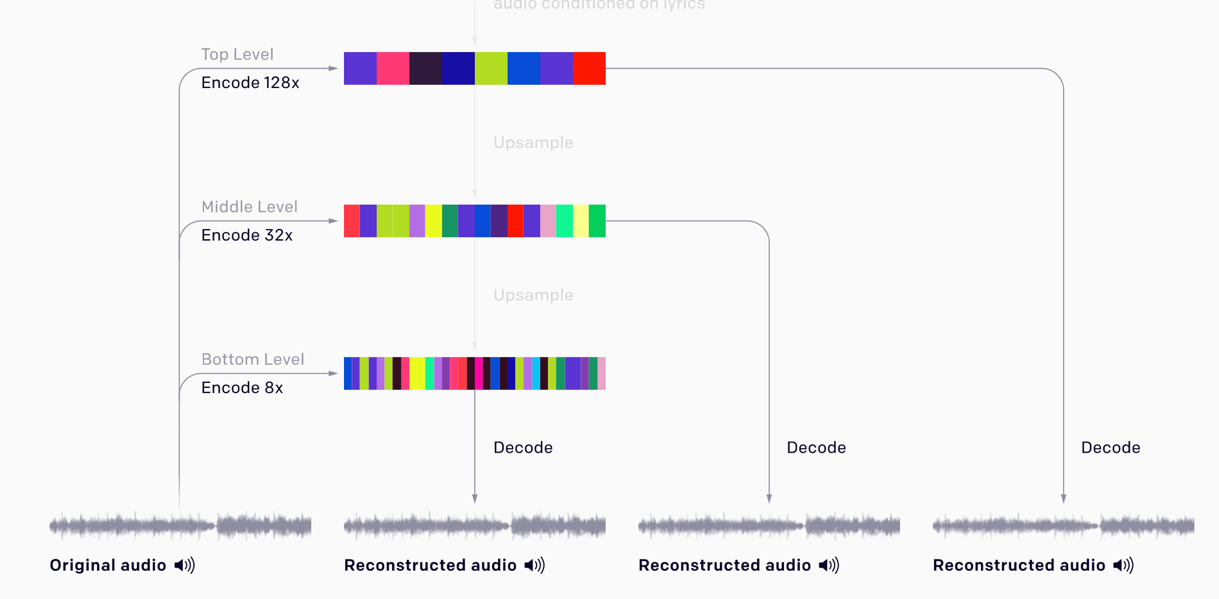 audio conditioned on lyrics
Top Level
Encode 128x
Upsample
Middle Level
Encode 32x
Upsample
Bottom Level
Encode 8x
Decode
Decode
Decode
Original audio
Reconstructed audio
Reconstructed audio
Reconstructed audio